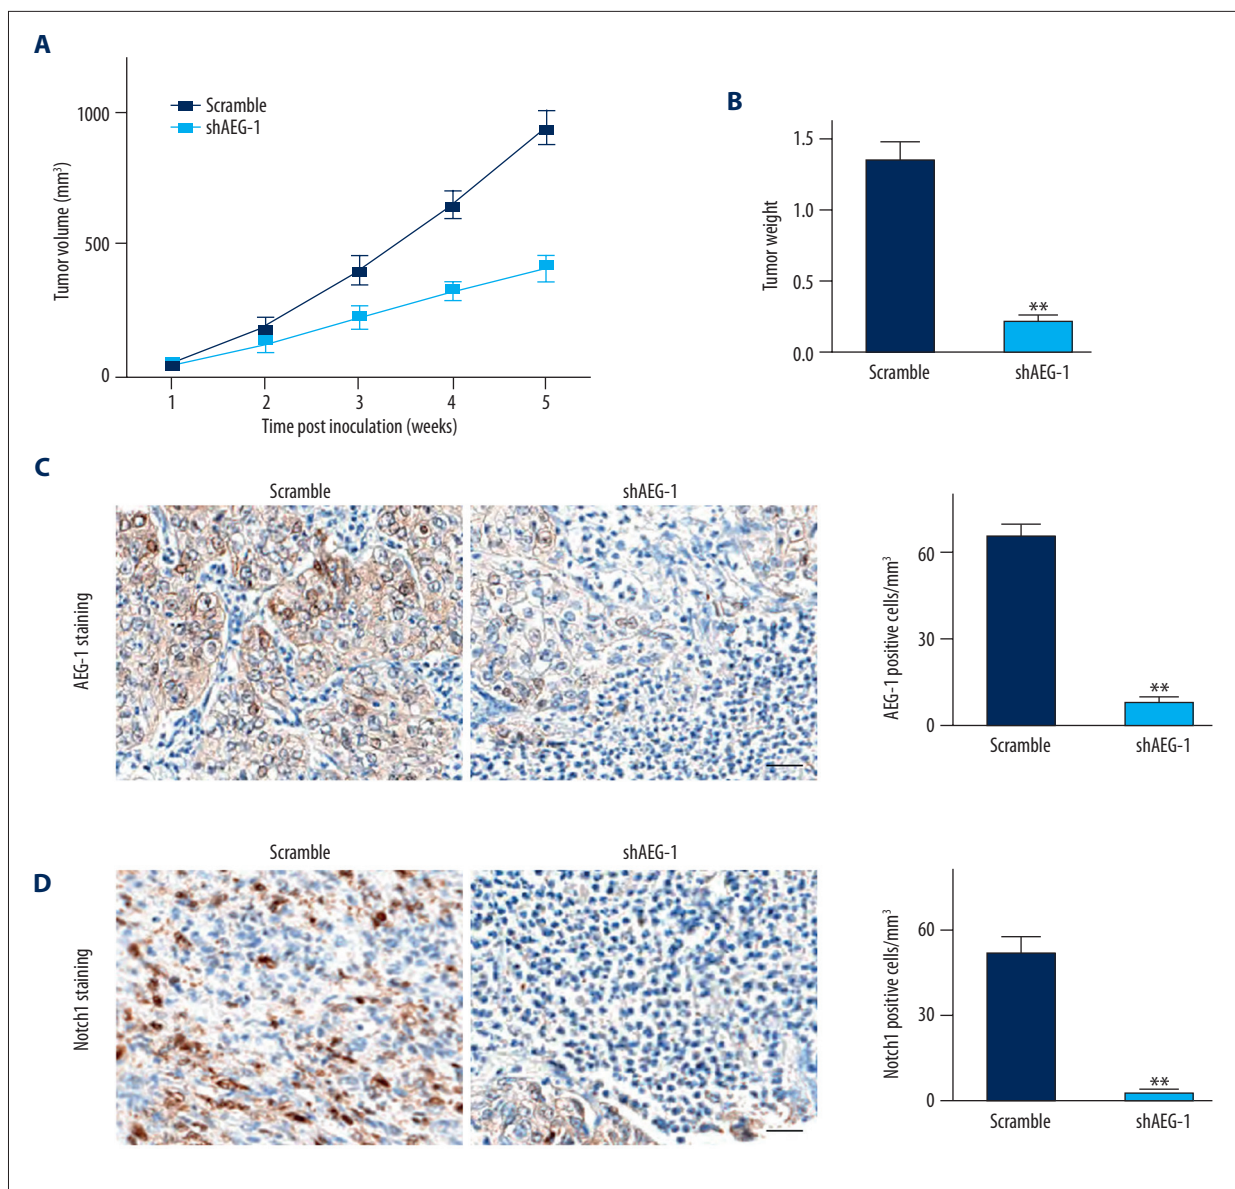 A
Tumor volume (mm³)
1000
500
0
Scramble
shAEG-1
1 2 3 4 5
Time post inoculation (weeks)
B
Tumor weight
1.5
1.0
0.5
0.0
**
Scramble shAEG-1
C
Scramble shAEG-1
AEG-1 staining
AEG-1 positive cells/mm³
60
30
0
**
Scramble shAEG-1
D
Scramble shAEG-1
Notch1 staining
Notch1 positive cells/mm³
60
30
0
**
Scramble shAEG-1